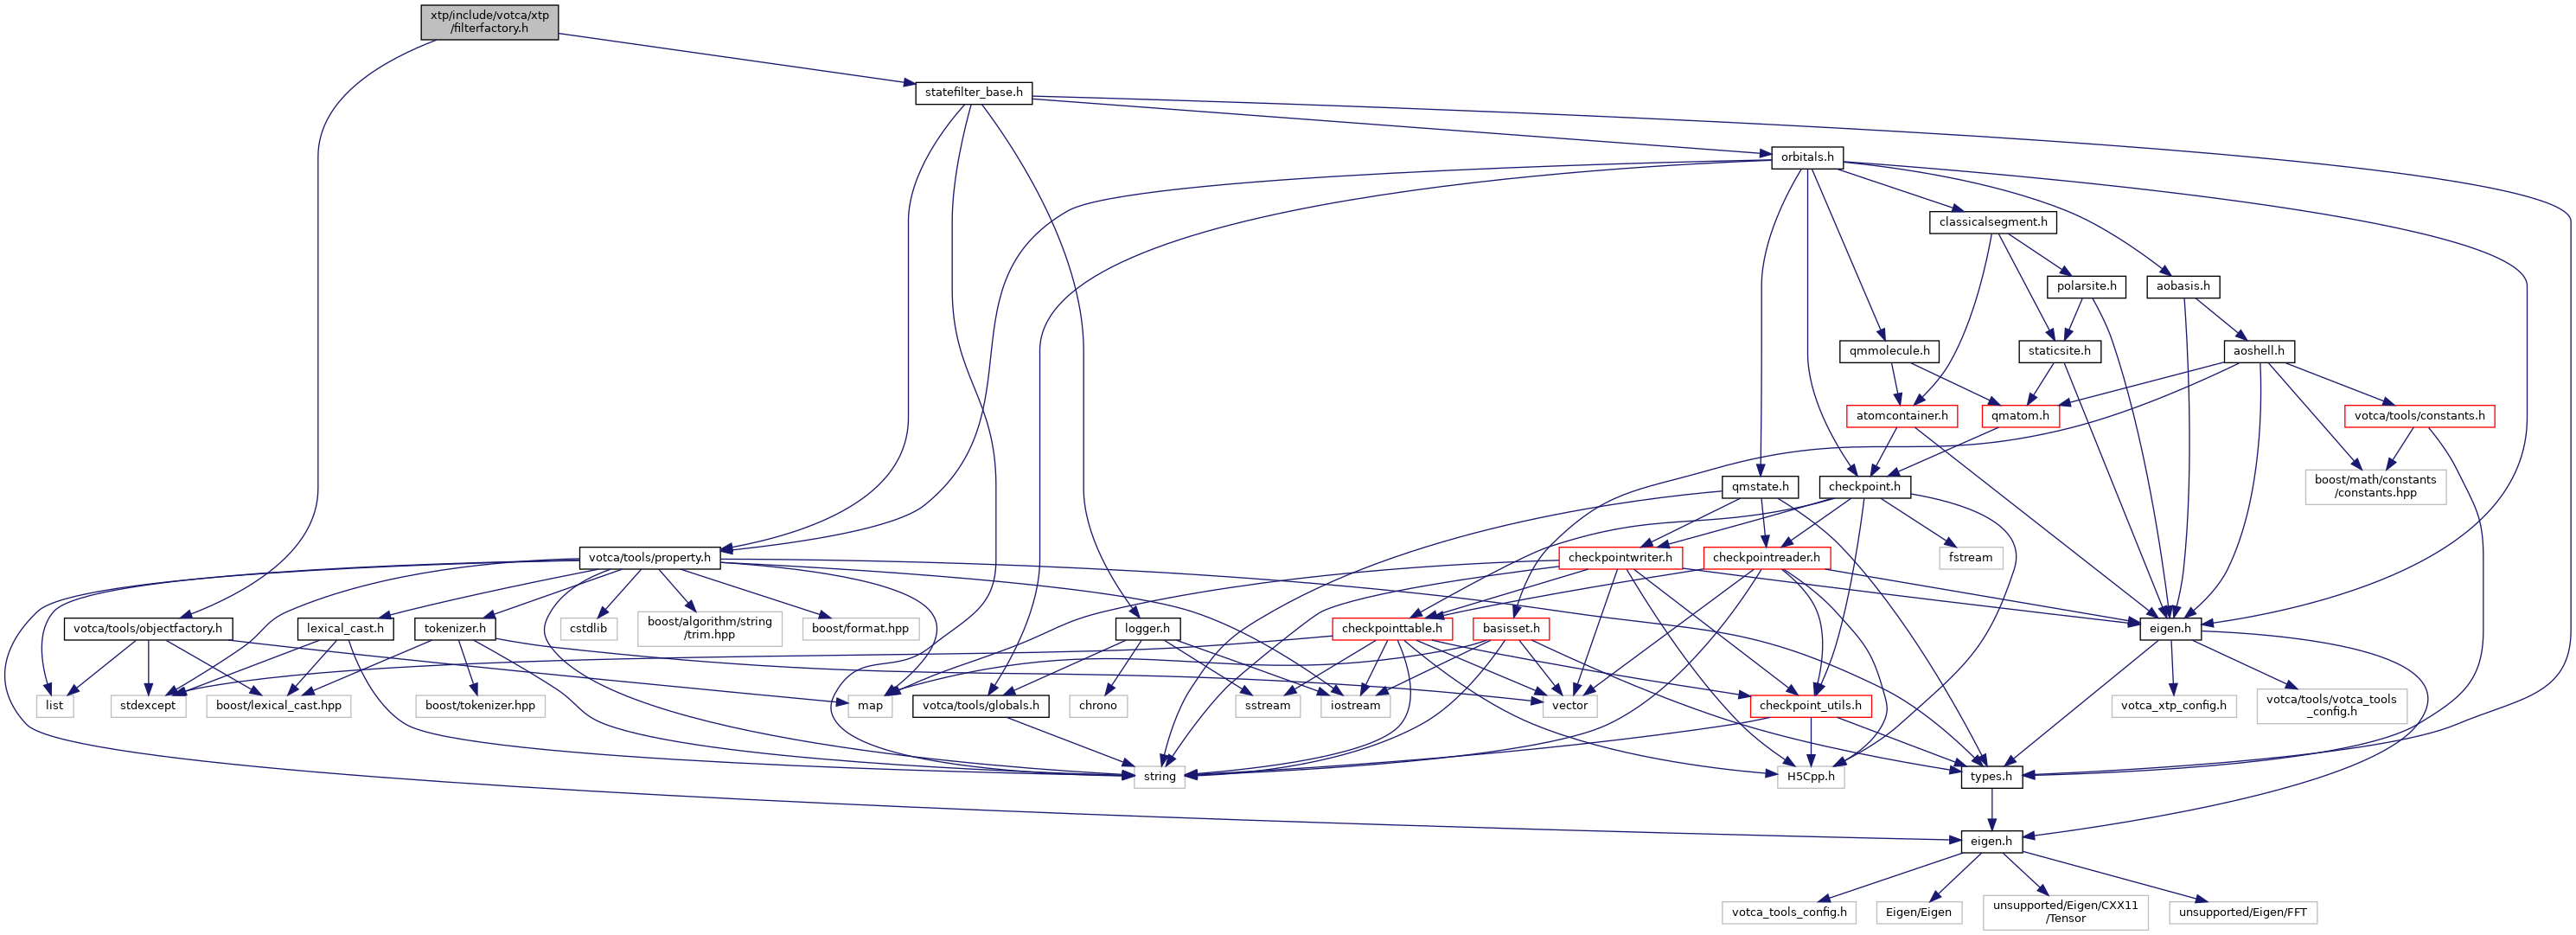 xtp/include/votca/xtp
/filterfactory.h
statefilter_base.h
orbitals.h
classicalsegment.h
polarsite.h
aobasis.h
qmmolecule.h
staticsite.h
aoshell.h
atomcontainer.h
qmatom.h
votca/tools/constants.h
qmstate.h
checkpoint.h
boost/math/constants
/constants.hpp
votca/tools/property.h
checkpointwriter.h
checkpointreader.h
fstream
votca/tools/objectfactory.h
lexical_cast.h
tokenizer.h
cstdlib
boost/algorithm/string
/trim.hpp
boost/format.hpp
logger.h
checkpointtable.h
basisset.h
eigen.h
list
stdexcept
boost/lexical_cast.hpp
boost/tokenizer.hpp
map
votca/tools/globals.h
chrono
sstream
iostream
vector
checkpoint_utils.h
votca_xtp_config.h
votca/tools/votca_tools
_config.h
string
H5Cpp.h
types.h
eigen.h
votca_tools_config.h
Eigen/Eigen
unsupported/Eigen/CXX11
/Tensor
unsupported/Eigen/FFT